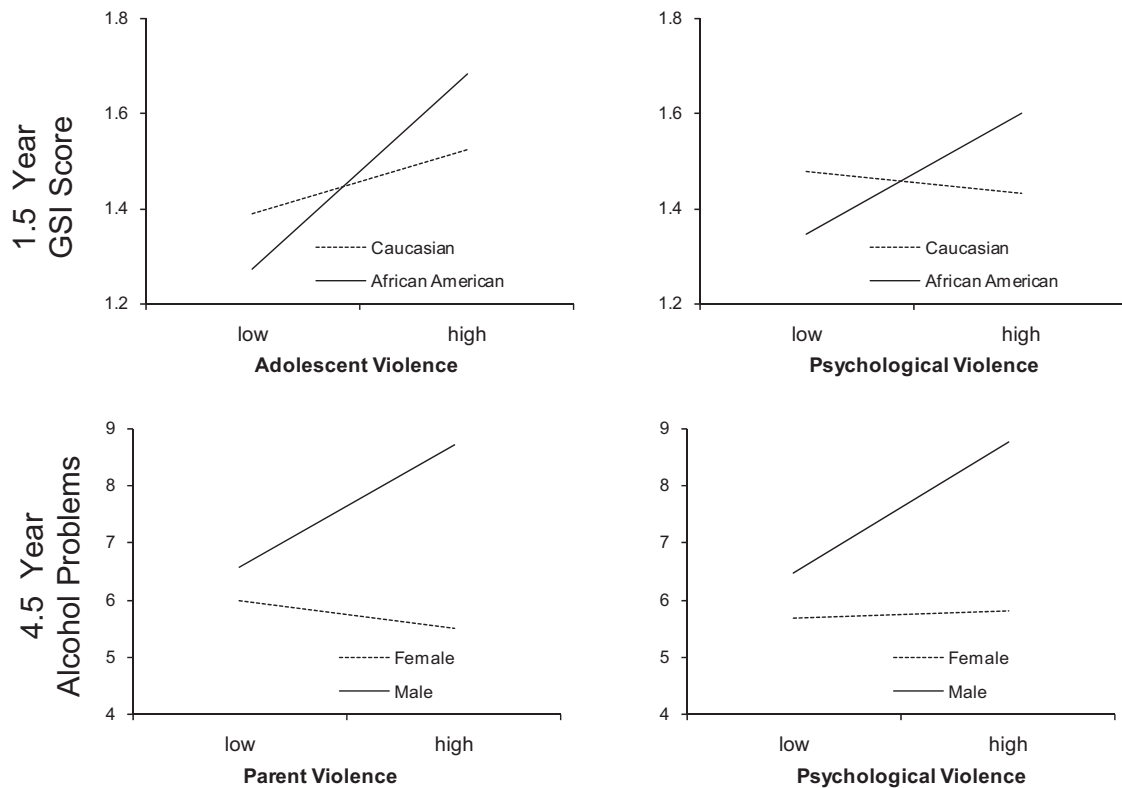 1.5 Year
GSI Score
1.8
1.6
1.4
1.2
Caucasian
African American
low high
Adolescent Violence
1.8
1.6
1.4
1.2
Caucasian
African American
low high
Psychological Violence
4.5 Year
Alcohol Problems
9
8
7
6
5
4
Female
Male
low high
Parent Violence
9
8
7
6
5
4
Female
Male
low high
Psychological Violence